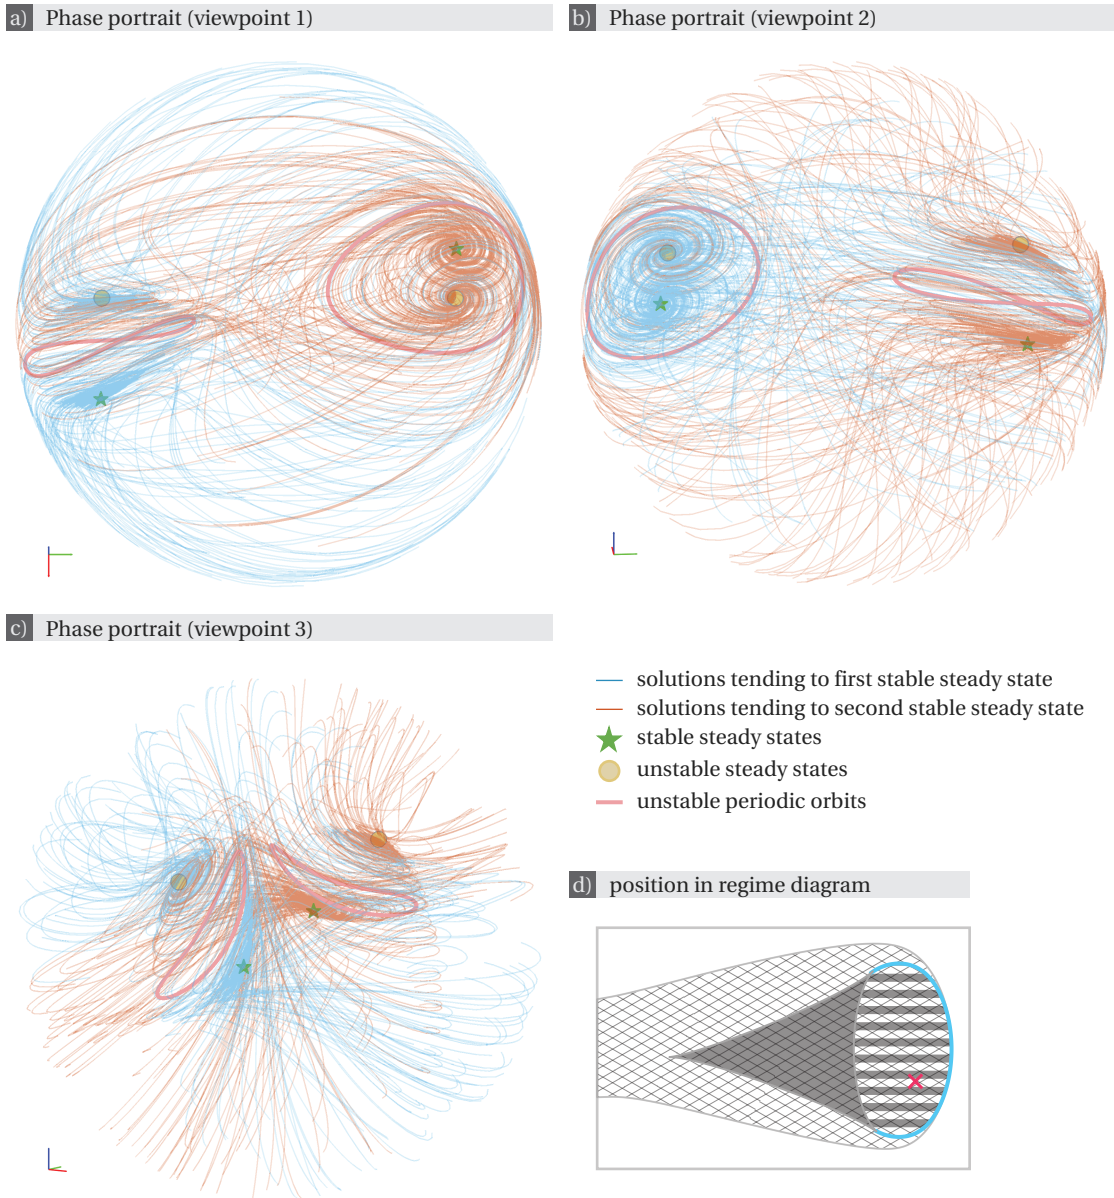 a) Phase portrait (viewpoint 1)
b) Phase portrait (viewpoint 2)
c) Phase portrait (viewpoint 3)
solutions tending to first stable steady state
solutions tending to second stable steady state
stable steady states
unstable steady states
unstable periodic orbits
d) position in regime diagram